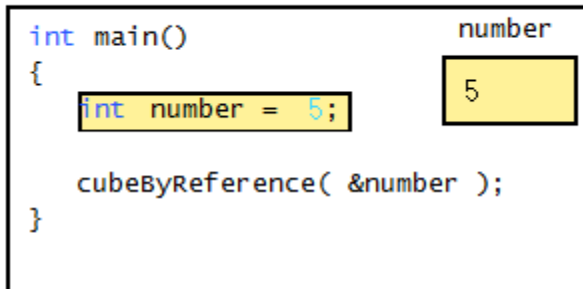 int main()
number
{
5
int number = 5;
cubeByReference( &number );
}